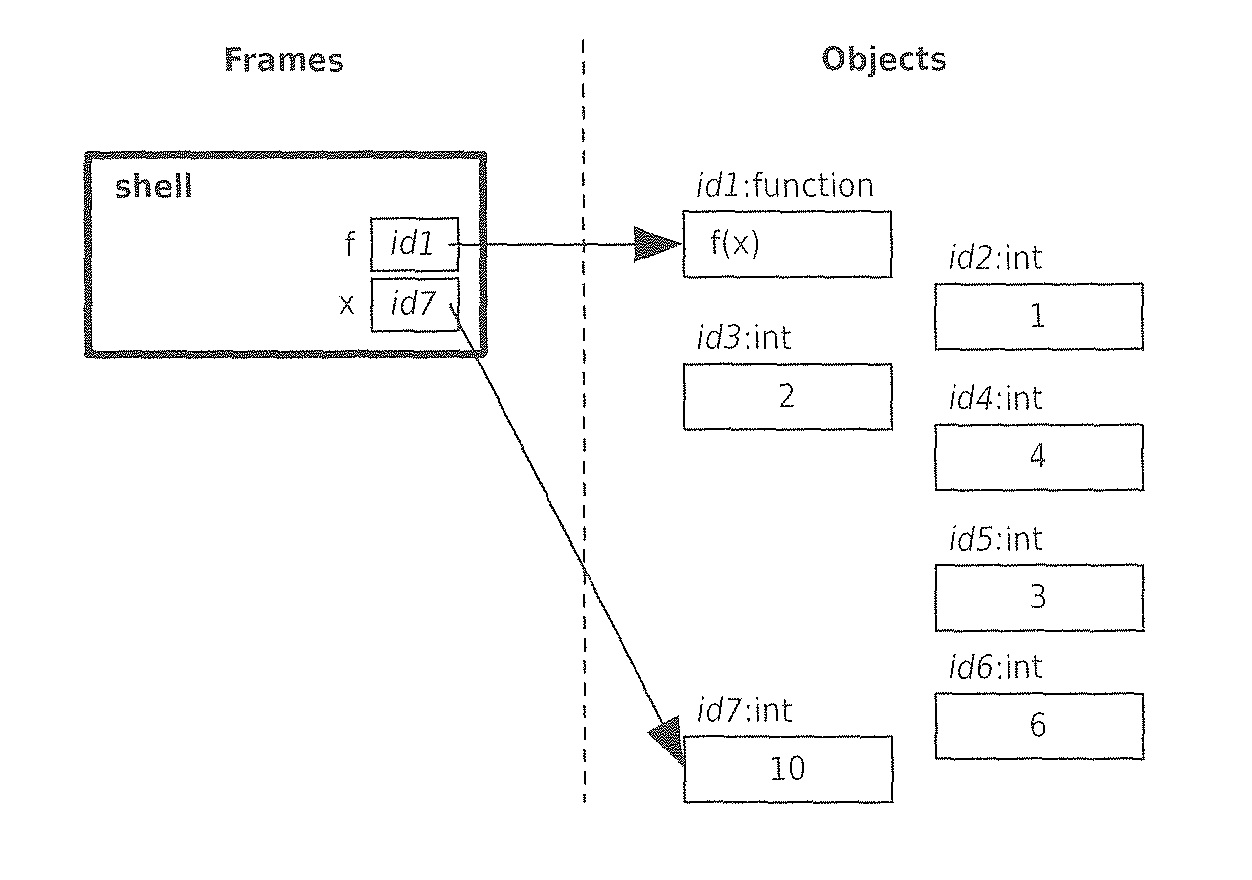 Frames
Objects
shell
f id1
x id7
id1:function
f(x)
id2:int
1
id3:int
2
id4:int
4
id5:int
3
id6:int
6
id7:int
10